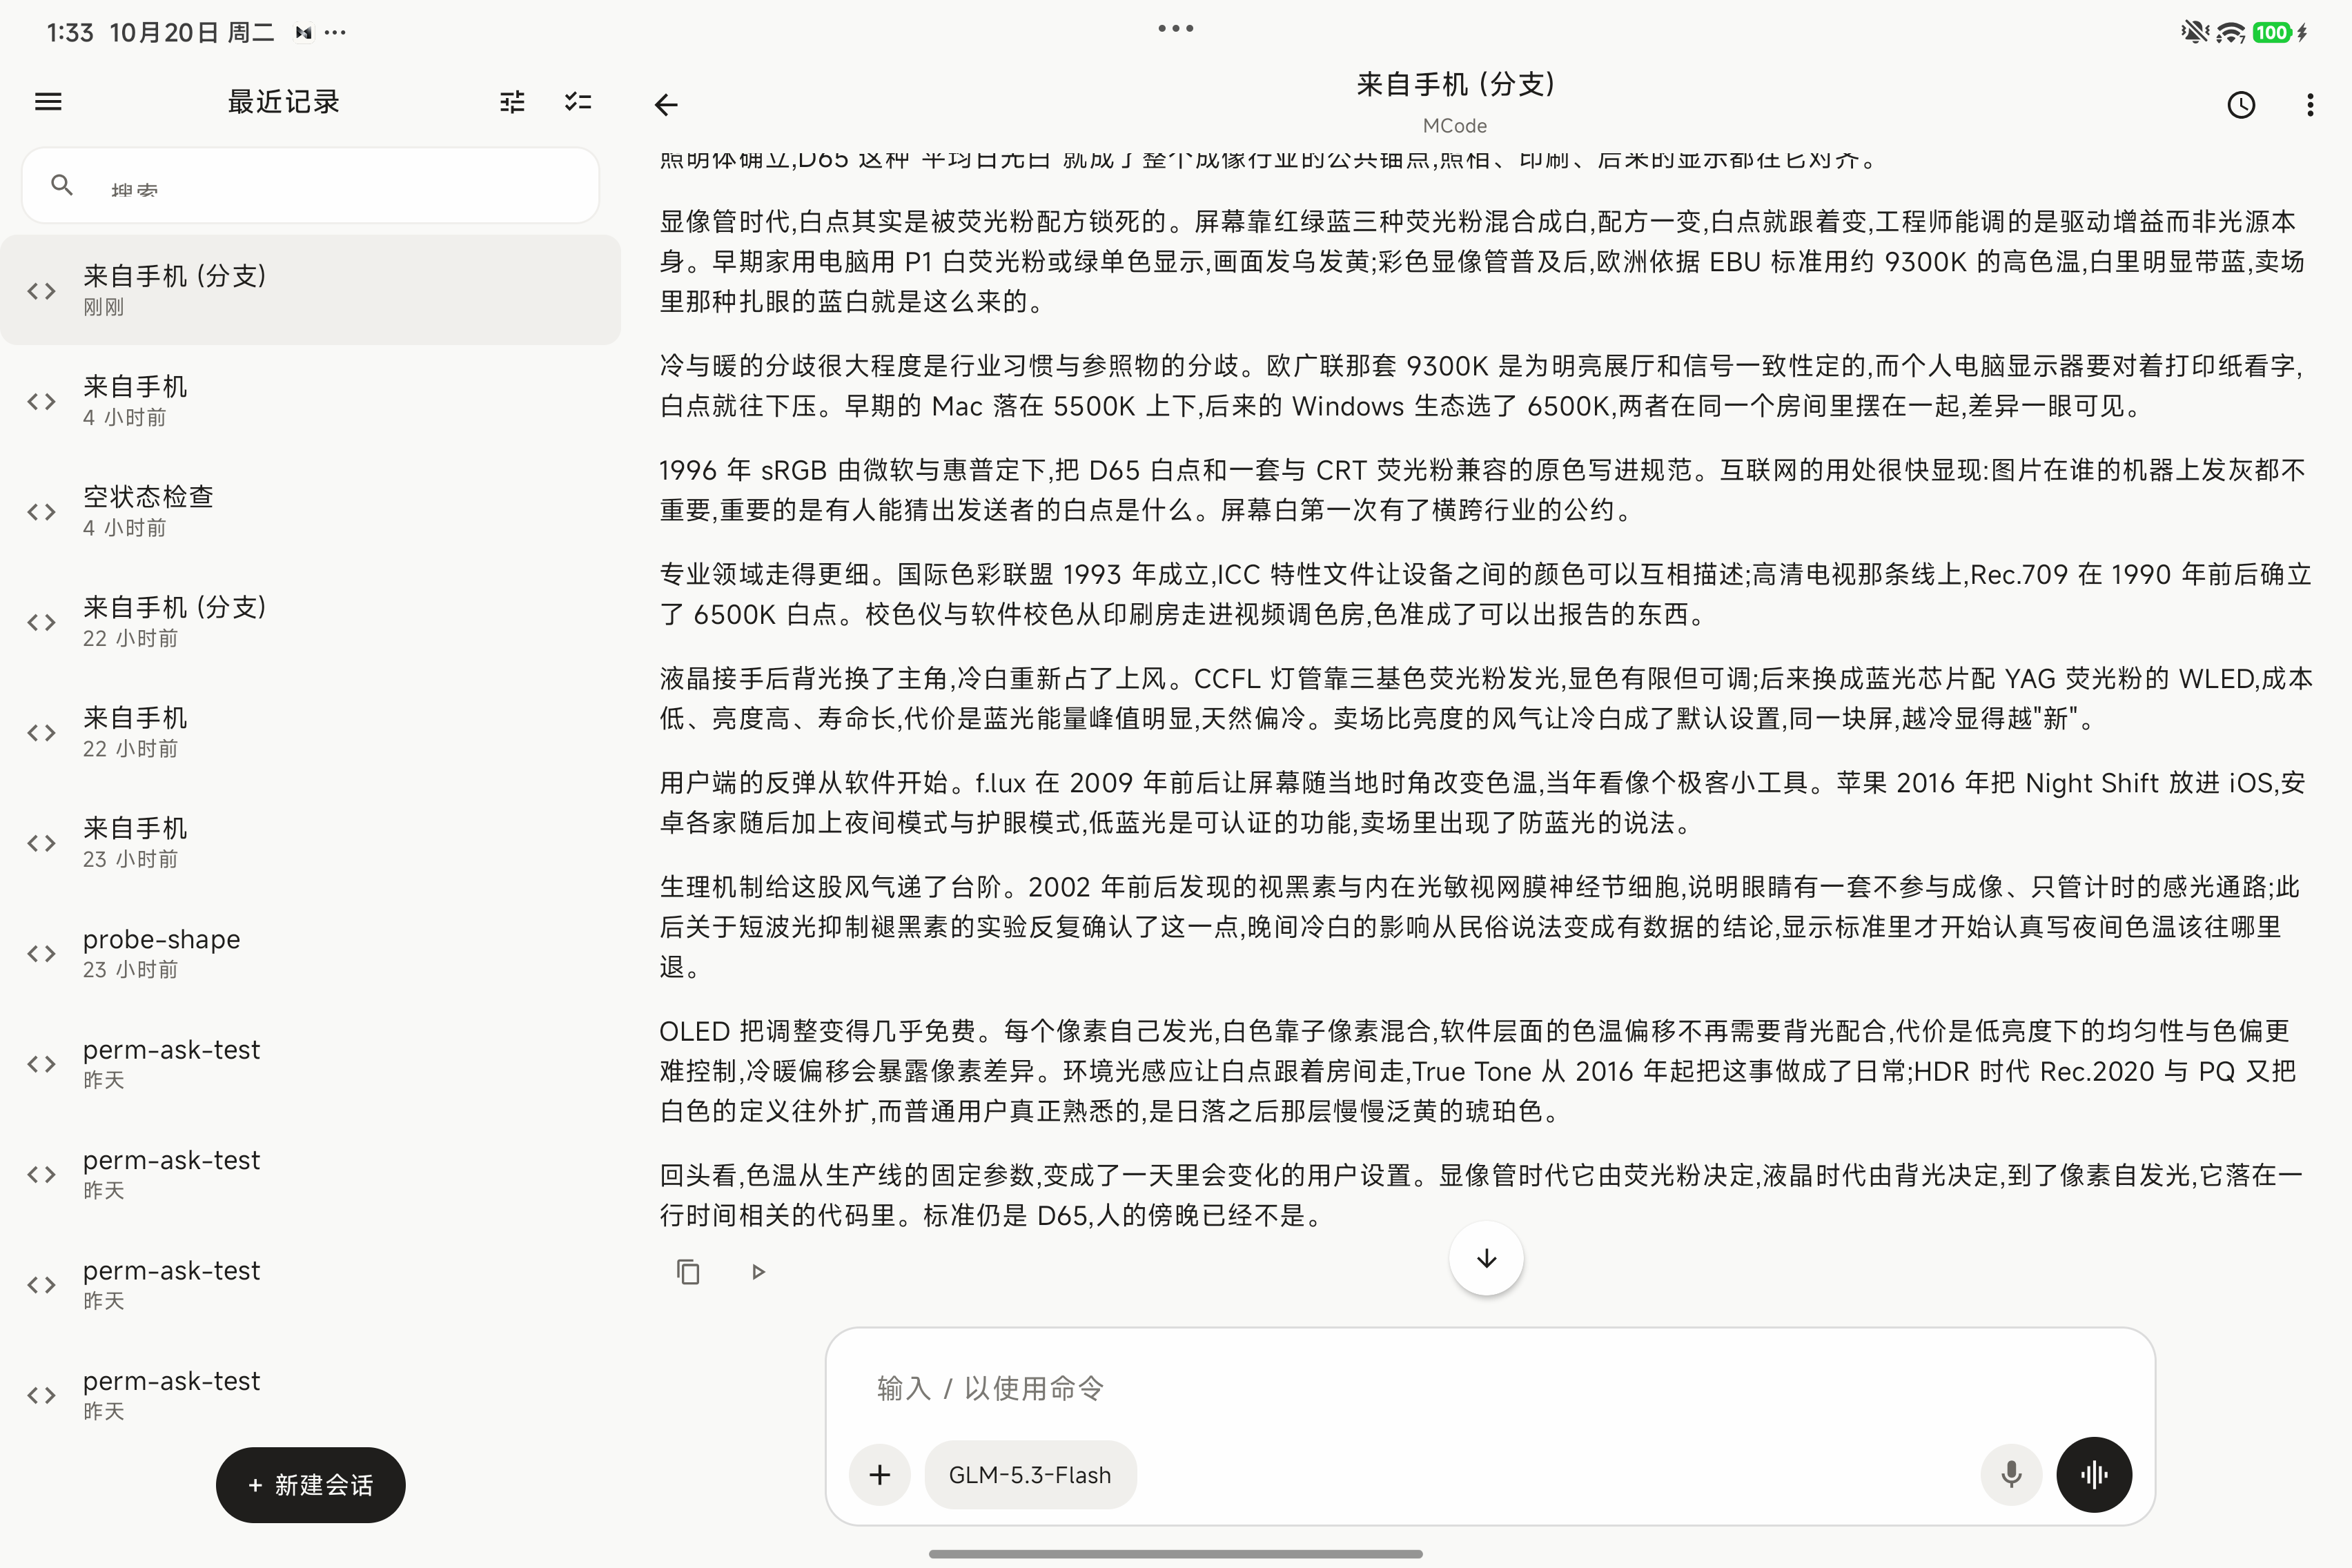 1:33 10月20日 周二
100
最近记录
搜索
来自手机 (分支)
刚刚
来自手机
4 小时前
空状态检查
4 小时前
来自手机 (分支)
22 小时前
来自手机
22 小时前
来自手机
23 小时前
probe-shape
23 小时前
perm-ask-test
昨天
perm-ask-test
昨天
perm-ask-test
昨天
perm-ask-test
昨天
+ 新建会话
来自手机 (分支)
MCode
照明体确立,D65 这种"平均日光白"就成了整个成像行业的公共锚点,照相、印刷、后来的显示都往它对齐。
显像管时代,白点其实是被荧光粉配方锁死的。屏幕靠红绿蓝三种荧光粉混合成白,配方一变,白点就跟着变,工程师能调的是驱动增益而非光源本
身。早期家用电脑用 P1 白荧光粉或绿单色显示,画面发乌发黄;彩色显像管普及后,欧洲依据 EBU 标准用约 9300K 的高色温,白里明显带蓝,卖场
里那种扎眼的蓝白就是这么来的。
冷与暖的分歧很大程度是行业习惯与参照物的分歧。欧广联那套 9300K 是为明亮展厅和信号一致性定的,而个人电脑显示器要对着打印纸看字,
白点就往下压。早期的 Mac 落在 5500K 上下,后来的 Windows 生态选了 6500K,两者在同一个房间里摆在一起,差异一眼可见。
1996 年 sRGB 由微软与惠普定下,把 D65 白点和一套与 CRT 荧光粉兼容的原色写进规范。互联网的用处很快显现:图片在谁的机器上发灰都不
重要,重要的是有人能猜出发送者的白点是什么。屏幕白第一次有了横跨行业的公约。
专业领域走得更细。国际色彩联盟 1993 年成立,ICC 特性文件让设备之间的颜色可以互相描述;高清电视那条线上,Rec.709 在 1990 年前后确立
了 6500K 白点。校色仪与软件校色从印刷房走进视频调色房,色准成了可以出报告的东西。
液晶接手后背光换了主角,冷白重新占了上风。CCFL 灯管靠三基色荧光粉发光,显色有限但可调;后来换成蓝光芯片配 YAG 荧光粉的 WLED,成本
低、亮度高、寿命长,代价是蓝光能量峰值明显,天然偏冷。卖场比亮度的风气让冷白成了默认设置,同一块屏,越冷显得越"新"。
用户端的反弹从软件开始。f.lux 在 2009 年前后让屏幕随当地时角改变色温,当年看像个极客小工具。苹果 2016 年把 Night Shift 放进 iOS,安
卓各家随后加上夜间模式与护眼模式,低蓝光是可认证的功能,卖场里出现了防蓝光的说法。
生理机制给这股风气递了台阶。2002 年前后发现的视黑素与内在光敏视网膜神经节细胞,说明眼睛有一套不参与成像、只管计时的感光通路;此
后关于短波光抑制褪黑素的实验反复确认了这一点,晚间冷白的影响从民俗说法变成有数据的结论,显示标准里才开始认真写夜间色温该往哪里
退。
OLED 把调整变得几乎免费。每个像素自己发光,白色靠子像素混合,软件层面的色温偏移不再需要背光配合,代价是低亮度下的均匀性与色偏更
难控制,冷暖偏移会暴露像素差异。环境光感应让白点跟着房间走,True Tone 从 2016 年起把这事做成了日常;HDR 时代 Rec.2020 与 PQ 又把
白色的定义往外扩,而普通用户真正熟悉的,是日落之后那层慢慢泛黄的琥珀色。
回头看,色温从生产线的固定参数,变成了一天里会变化的用户设置。显像管时代它由荧光粉决定,液晶时代由背光决定,到了像素自发光,它落在一
行时间相关的代码里。标准仍是 D65,人的傍晚已经不是。
输入 / 以使用命令
GLM-5.3-Flash